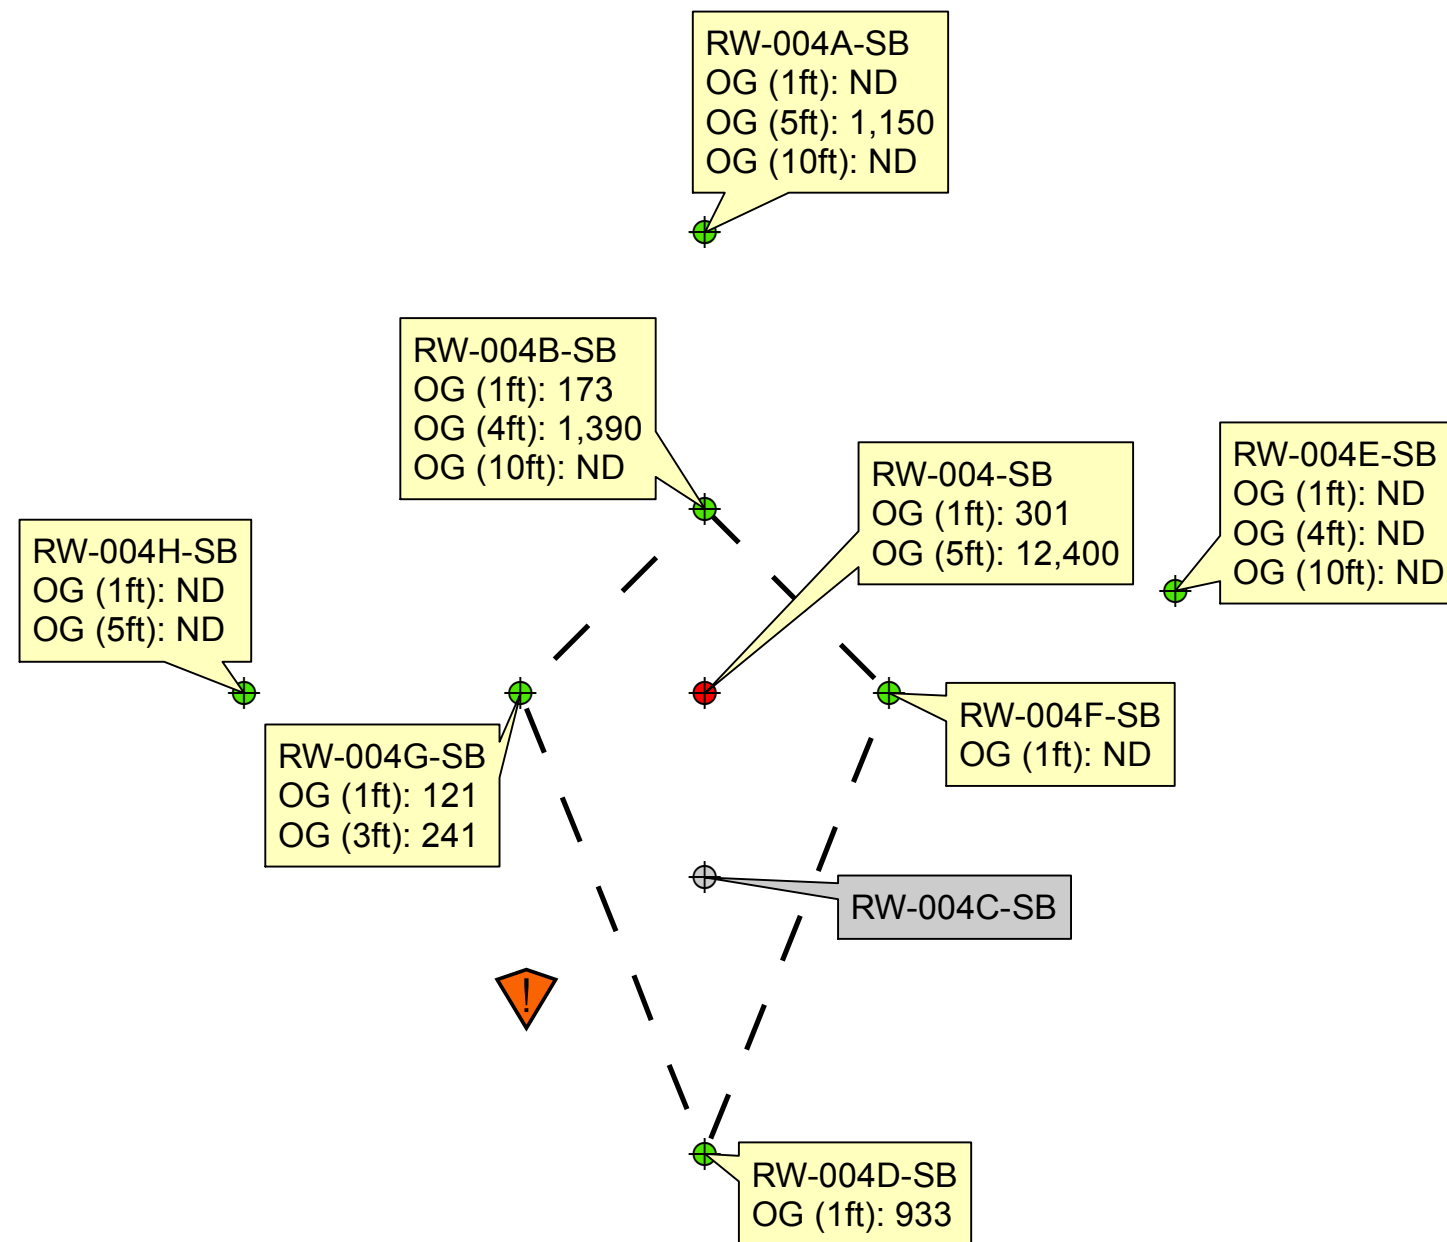 RW-004A-SB
OG (1ft): ND
OG (5ft): 1,150
OG (10ft): ND
RW-004B-SB
OG (1ft): 173
OG (4ft): 1,390
OG (10ft): ND
RW-004-SB
OG (1ft): 301
OG (5ft): 12,400
RW-004E-SB
OG (1ft): ND
OG (4ft): ND
OG (10ft): ND
RW-004H-SB
OG (1ft): ND
OG (5ft): ND
RW-004F-SB
OG (1ft): ND
RW-004G-SB
OG (1ft): 121
OG (3ft): 241
RW-004C-SB
!
RW-004D-SB
OG (1ft): 933